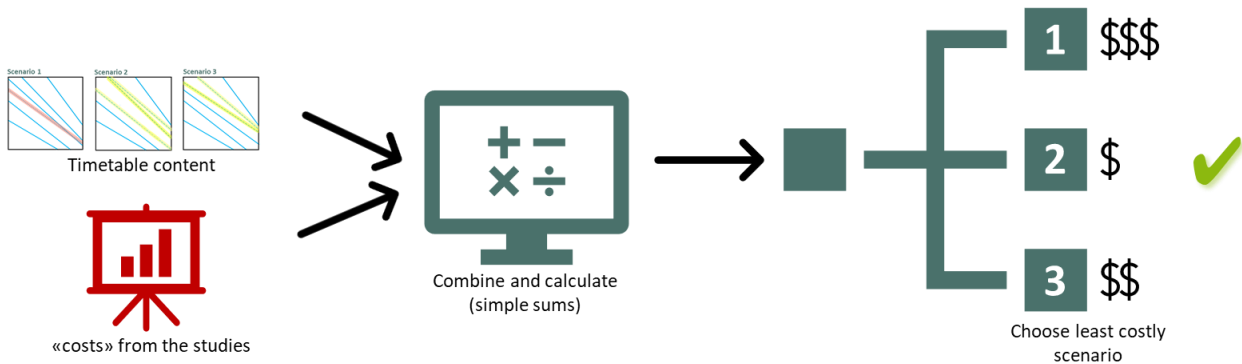 Scenario 1
Scenario 2
Scenario 3
Timetable content
«costs» from the studies
+ −
× ÷
Combine and calculate
(simple sums)
1 $$$
2 $
3 $$
Choose least costly
scenario